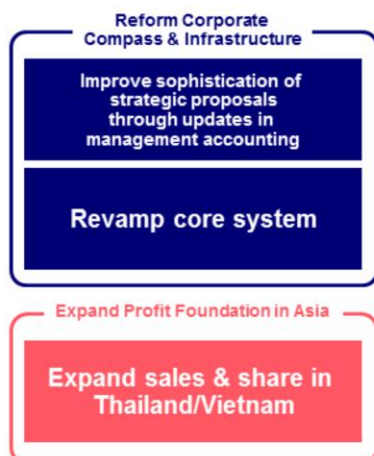 Reform Corporate
Compass & Infrastructure
Improve sophistication of
strategic proposals
through updates in
management accounting
Revamp core system
Expand Profit Foundation in Asia
Expand sales & share in
Thailand/Vietnam